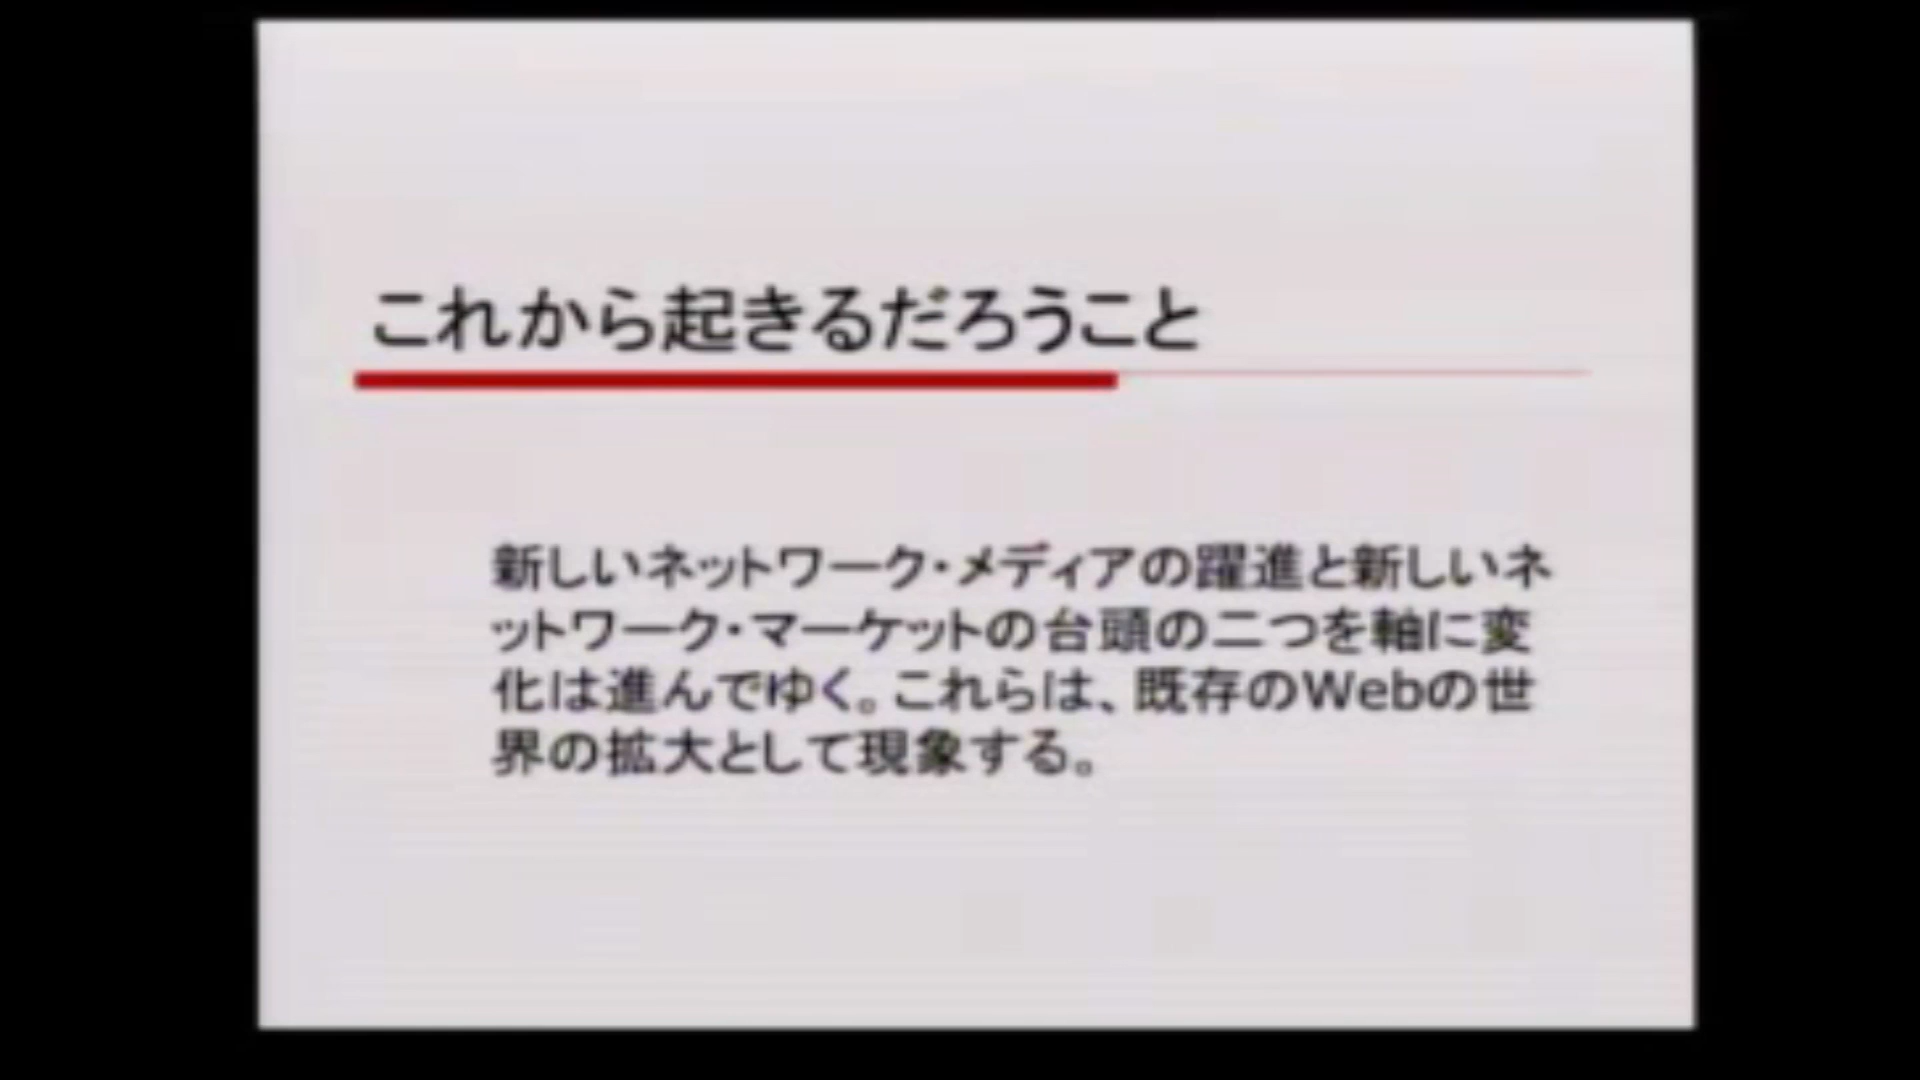 これから起きるだろうこと
新しいネットワーク・メディアの躍進と新しいネ
ットワーク・マーケットの台頭の二つを軸に変
化は進んでゆく。これらは、既存のWebの世
界の拡大として現象する。